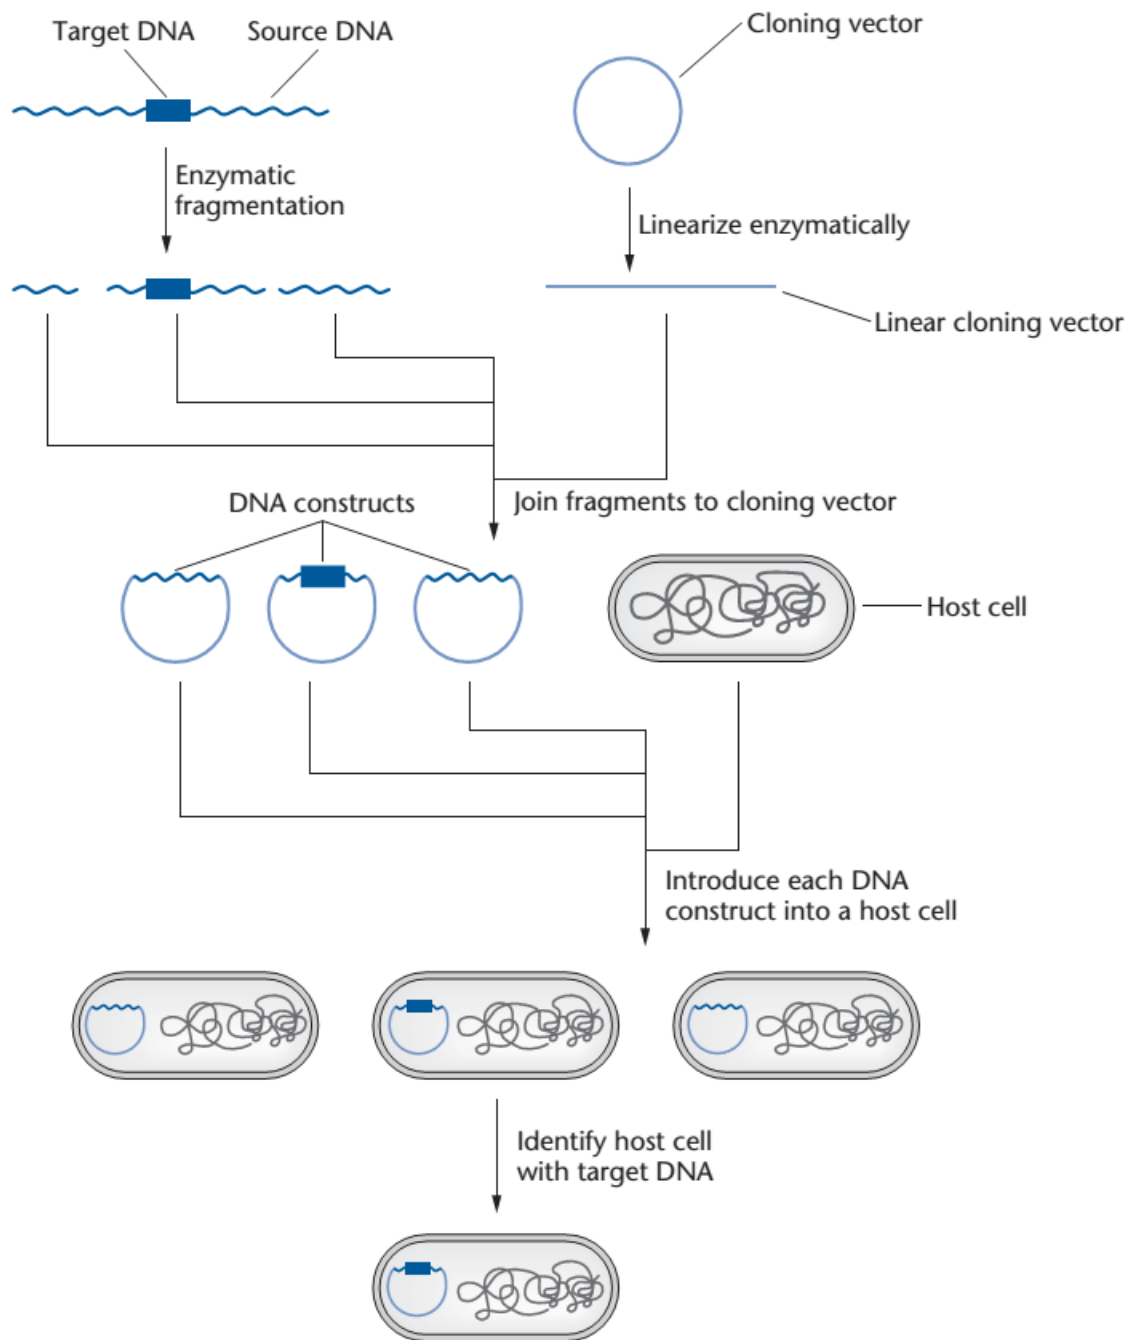 Target DNA
Source DNA
Cloning vector
Enzymatic
fragmentation
Linearize enzymatically
Linear cloning vector
DNA constructs
Join fragments to cloning vector
Host cell
Introduce each DNA
construct into a host cell
Identify host cell
with target DNA